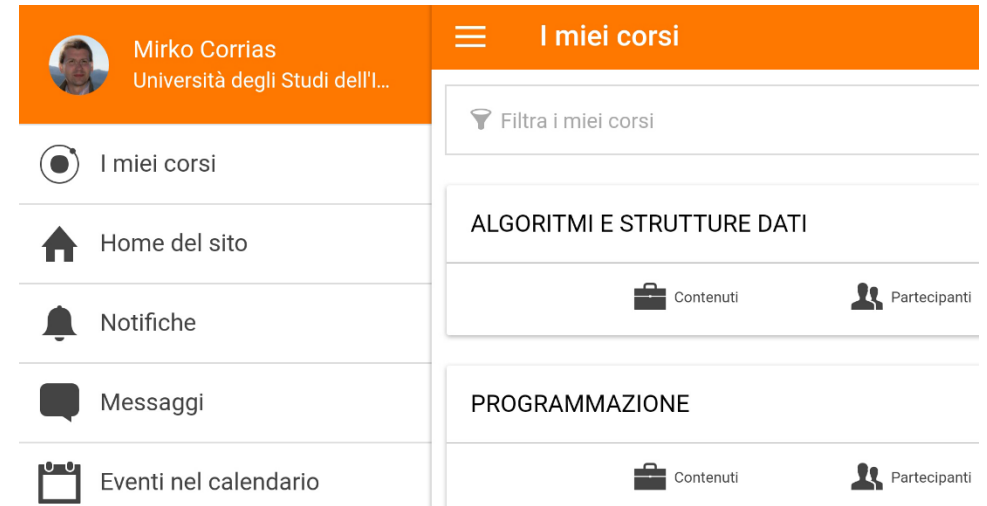 Mirko Corrias
Università degli Studi dell'I...
I miei corsi
Home del sito
Notifiche
Messaggi
Eventi nel calendario
I miei corsi
Filtra i miei corsi
ALGORITMI E STRUTTURE DATI
Contenuti Partecipanti
PROGRAMMAZIONE
Contenuti Partecipanti